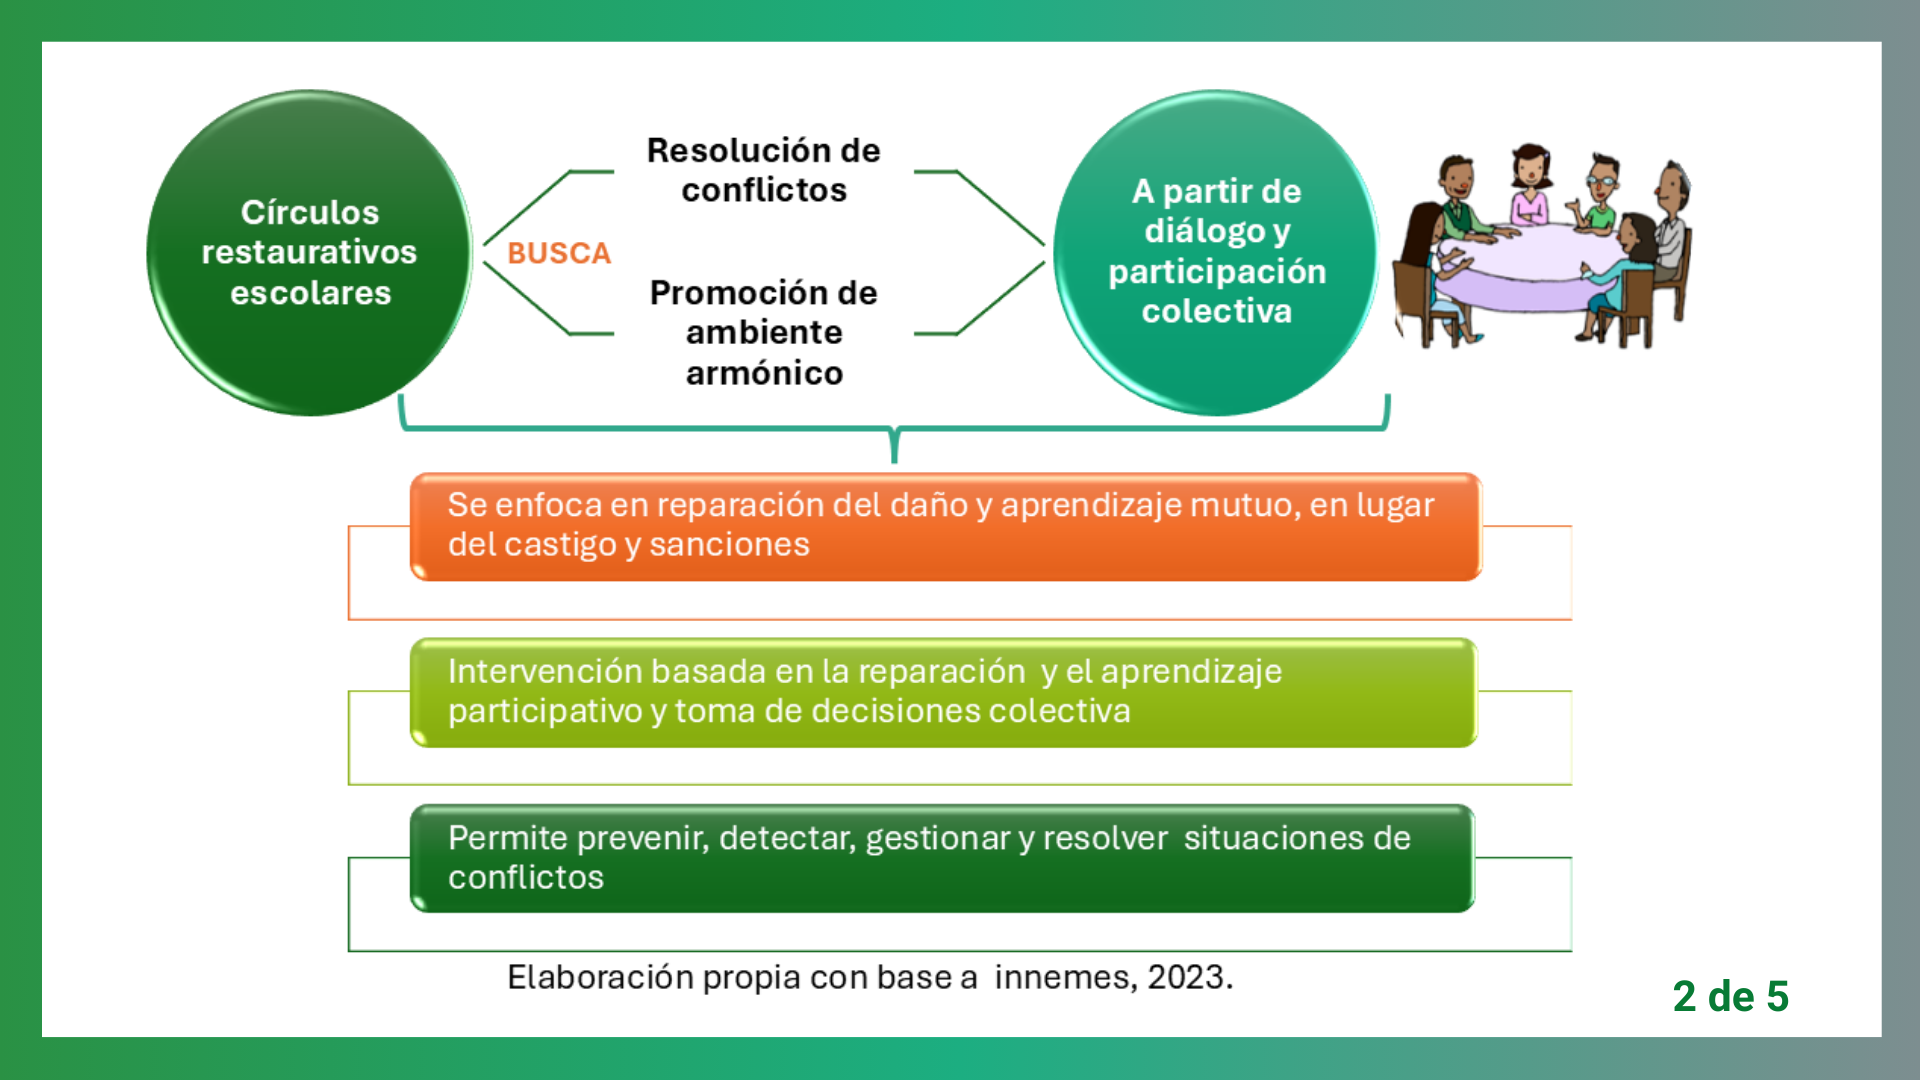 Círculos
restaurativos
escolares
BUSCA
Resolución de
conflictos
Promoción de
ambiente
armónico
A partir de
diálogo y
participación
colectiva
Se enfoca en reparación del daño y aprendizaje mutuo, en lugar
del castigo y sanciones
Intervención basada en la reparación  y el aprendizaje
participativo y toma de decisiones colectiva
Permite prevenir, detectar, gestionar y resolver  situaciones de
conflictos
Elaboración propia con base a  innemes, 2023.
2 de 5